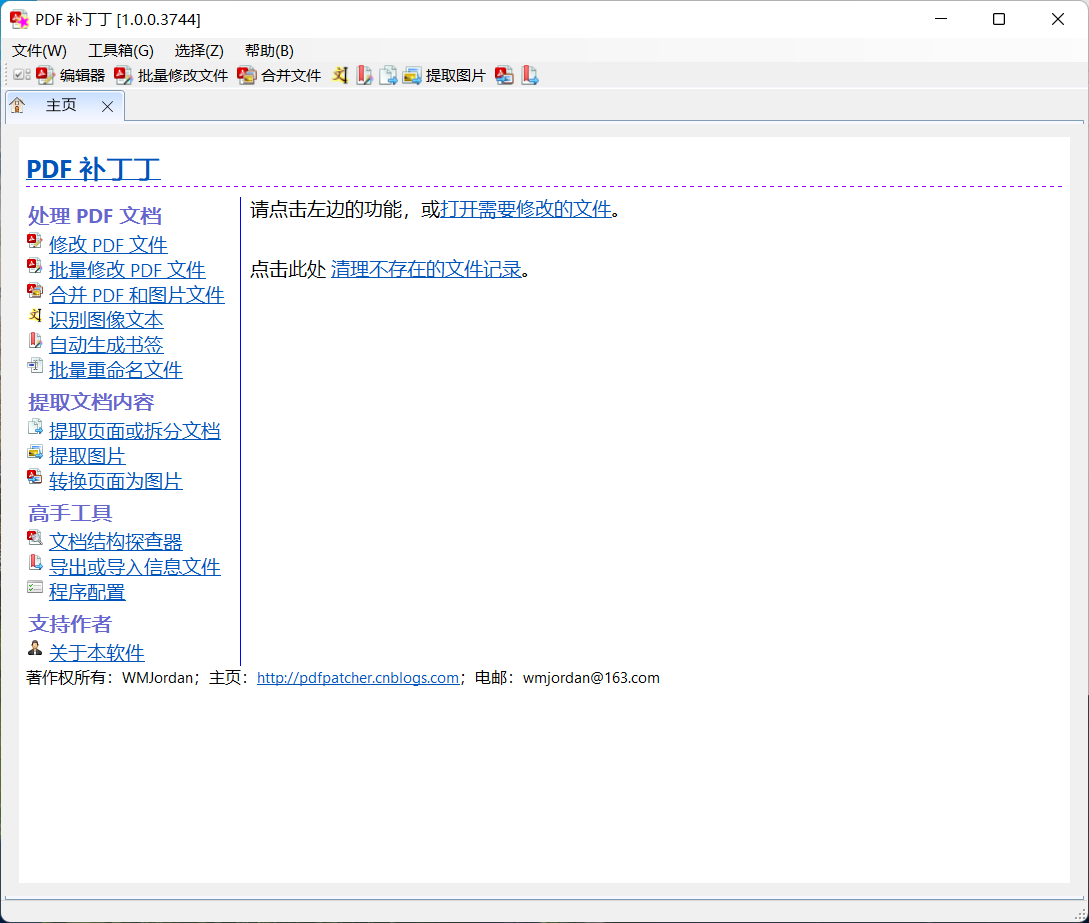 PDF 补丁丁 [1.0.0.3744]
文件(W) 工具箱(G) 选择(Z) 帮助(B)
编辑器 批量修改文件 合并文件 提取图片
主页
PDF 补丁丁
处理 PDF 文档
修改 PDF 文件
批量修改 PDF 文件
合并 PDF 和图片文件
识别图像文本
自动生成书签
批量重命名文件
提取文档内容
提取页面或拆分文档
提取图片
转换页面为图片
高手工具
文档结构探查器
导出或导入信息文件
程序配置
支持作者
关于本软件
请点击左边的功能，或打开需要修改的文件。
点击此处 清理不存在的文件记录。
著作权所有：WMJordan；主页：http://pdfpatcher.cnblogs.com；电邮：wmjordan@163.com